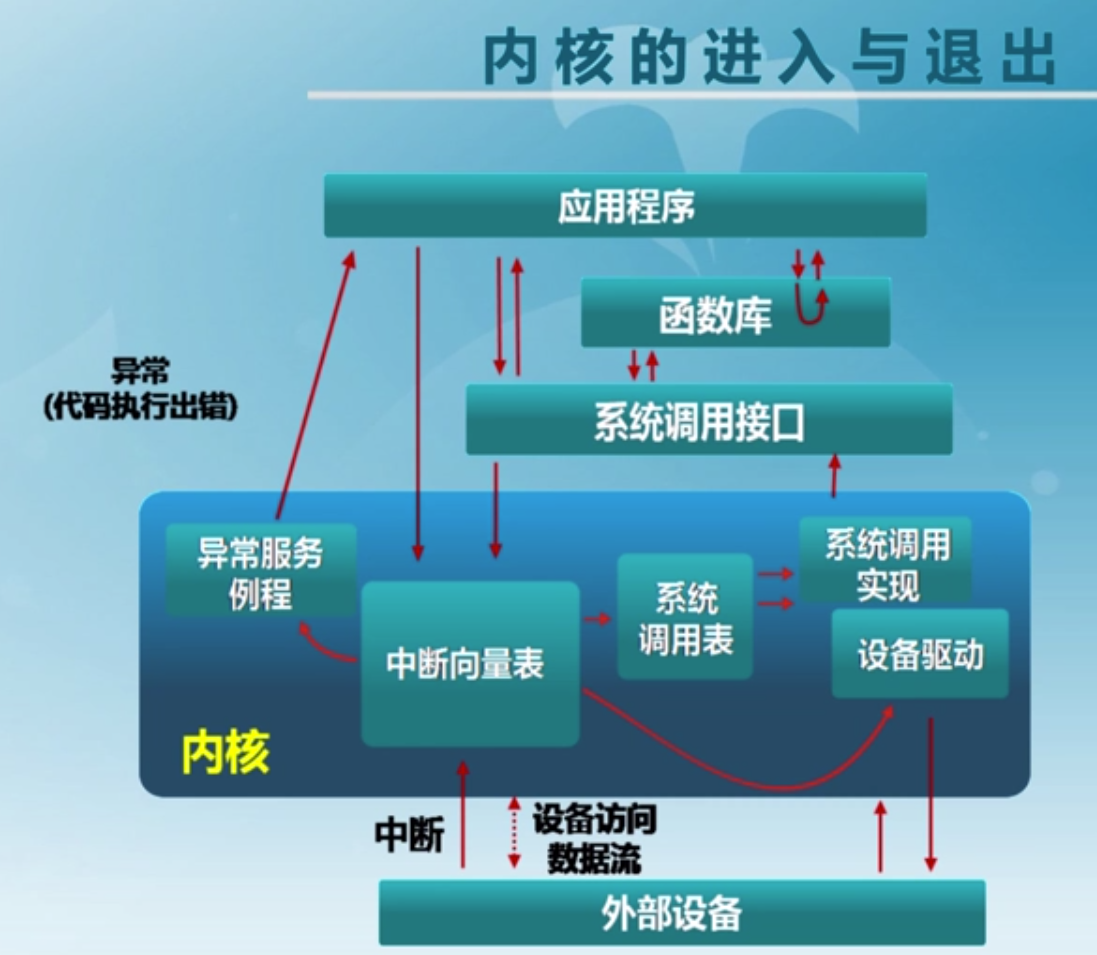 内核的进入与退出
应用程序
函数库
异常
(代码执行出错)
系统调用接口
异常服务
例程
中断向量表
系统
调用表
系统调用
实现
设备驱动
内核
中断
设备访问
数据流
外部设备